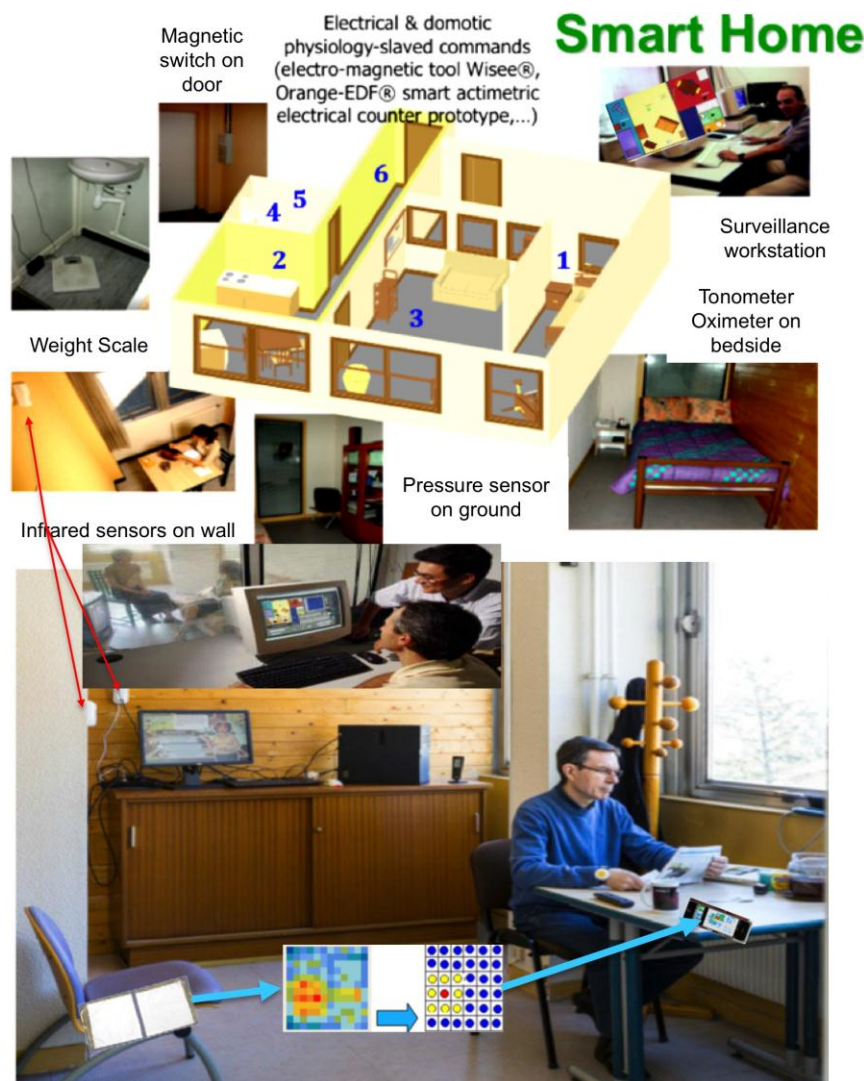 Smart Home
Electrical & domotic
physiology-slaved commands
(electro-magnetic tool Wisee®,
Orange-EDF® smart actimetric
electrical counter prototype,...)
Magnetic
switch on
door
6
5
4
2
1
3
Surveillance
workstation
Tonometer
Oximeter on
bedside
Weight Scale
Pressure sensor
on ground
Infrared sensors on wall